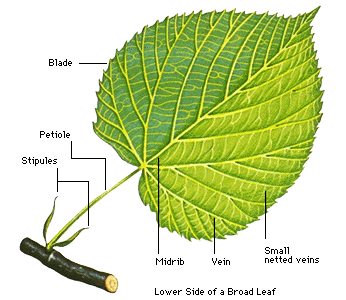 Blade
Petiole
Stipules
Midrib
Vein
Small
netted veins
Lower Side of a Broad Leaf